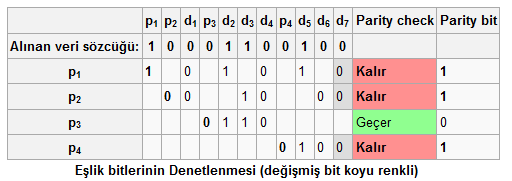 p1 p2 d1 p3 d2 d3 d4 p4 d5 d6 d7 Parity check Parity bit
Alınan veri sözcüğü: 1 0 0 0 1 1 0 0 1 0 0
p1 1 0 1 0 1 0 Kalır 1
p2 0 0 1 0 0 0 Kalır 1
p3 0 1 1 0 Geçer 0
p4 0 1 0 0 Kalır 1
Eşlik bitlerinin Denetlenmesi (değişmiş bit koyu renkli)